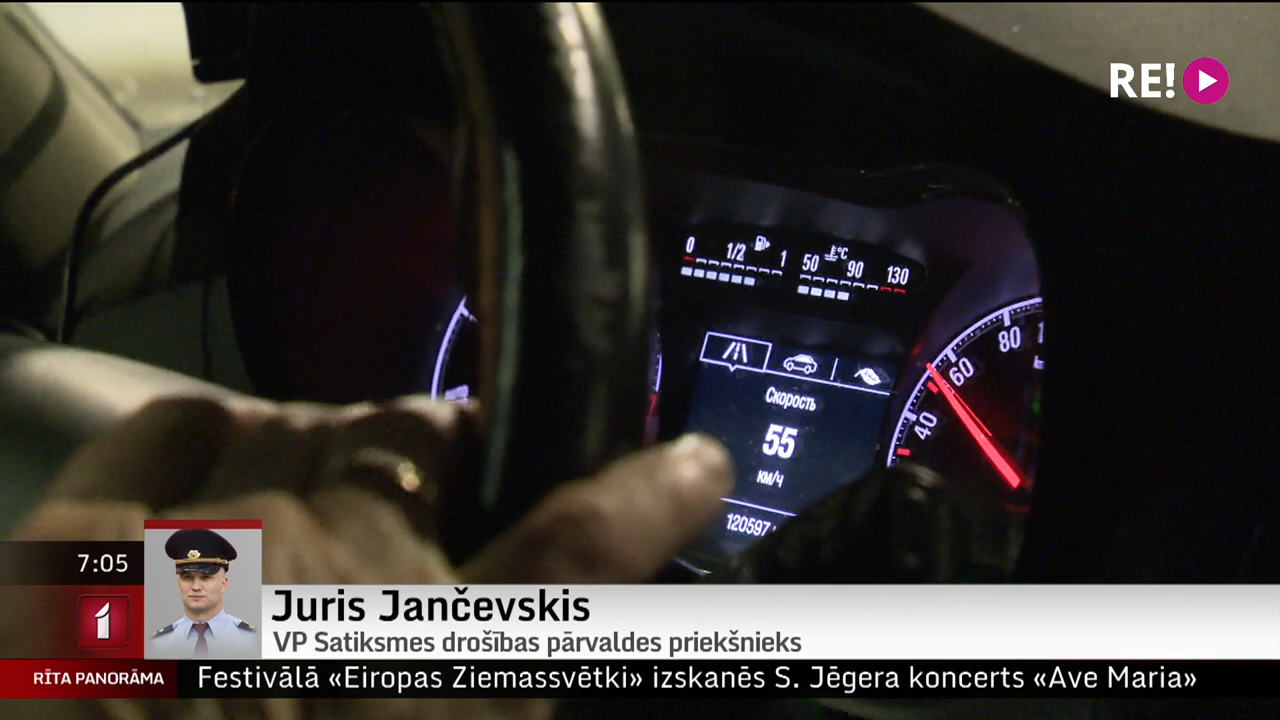 RE!
0 1/2 1 50 °C 90 130
80
60
40
Скорость
55
км/ч
120597
7:05
1
Juris Jančevskis
VP Satiksmes drošības pārvaldes priekšnieks
RĪTA PANORĀMA
Festivālā «Eiropas Ziemassvētki» izskanēs S. Jēgera koncerts «Ave Maria»